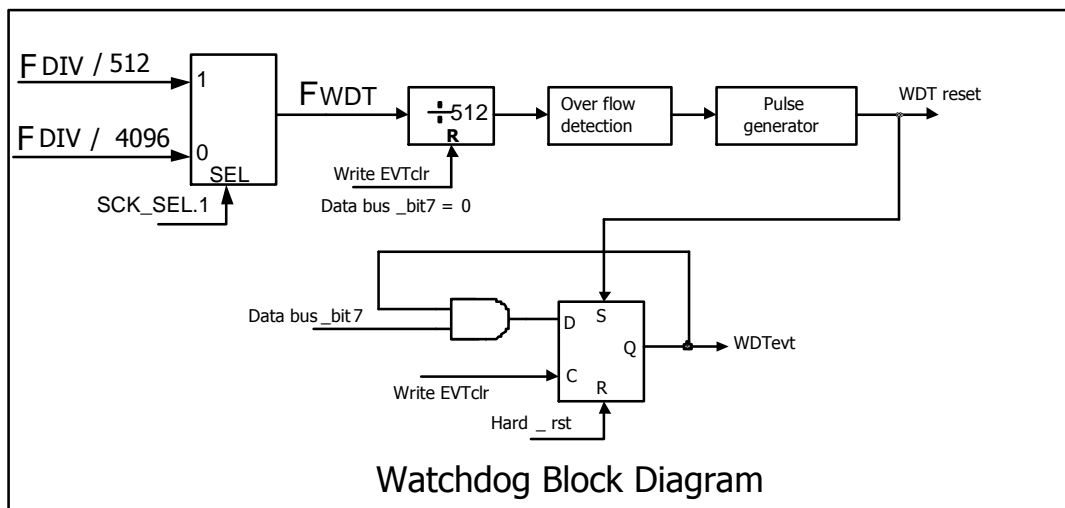 F DIV / 512
1
F DIV / 4096
0
SEL
SCK_SEL.1
FWDT
÷512
R
Write EVTclr
Data bus _bit7 = 0
Over flow
detection
Pulse
generator
WDT reset
Data bus _bit7
D
S
Q
C
R
WDTevt
Write EVTclr
Hard _ rst
Watchdog Block Diagram